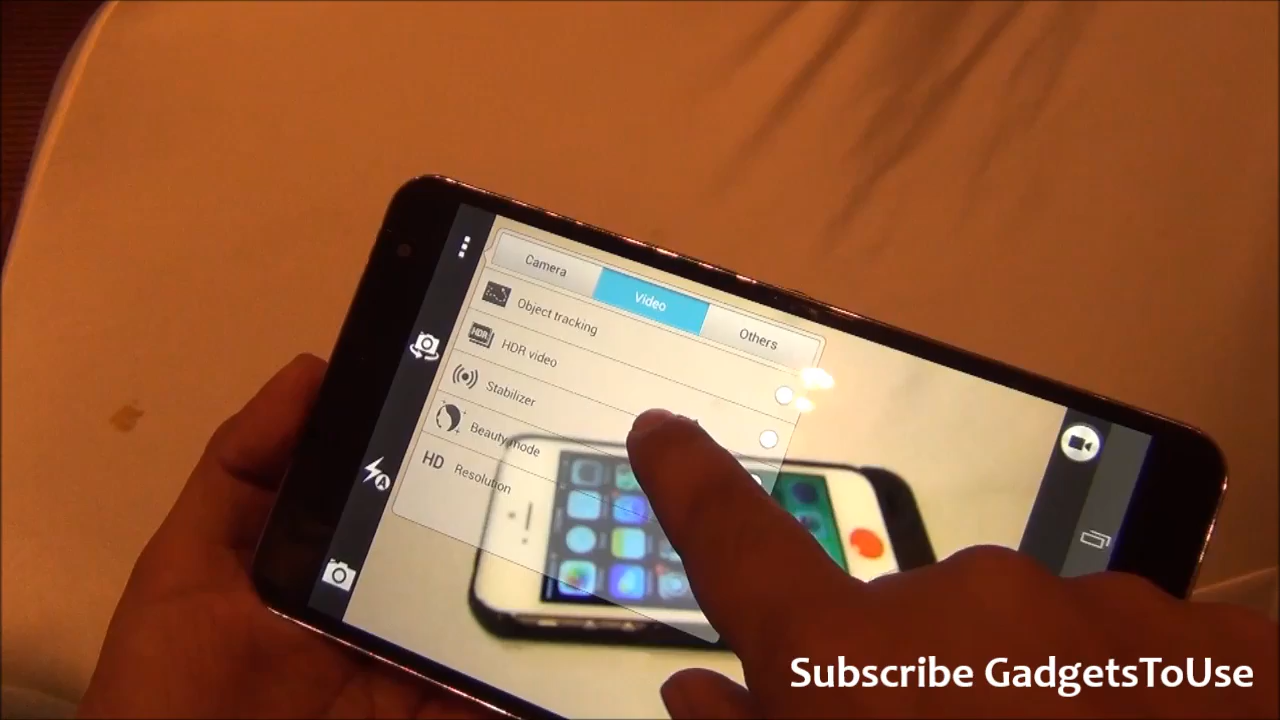 Camera
Video
Others
Object tracking
HDR
HDR video
Stabilizer
Beauty mode
HD Resolution
Subscribe GadgetsToUse